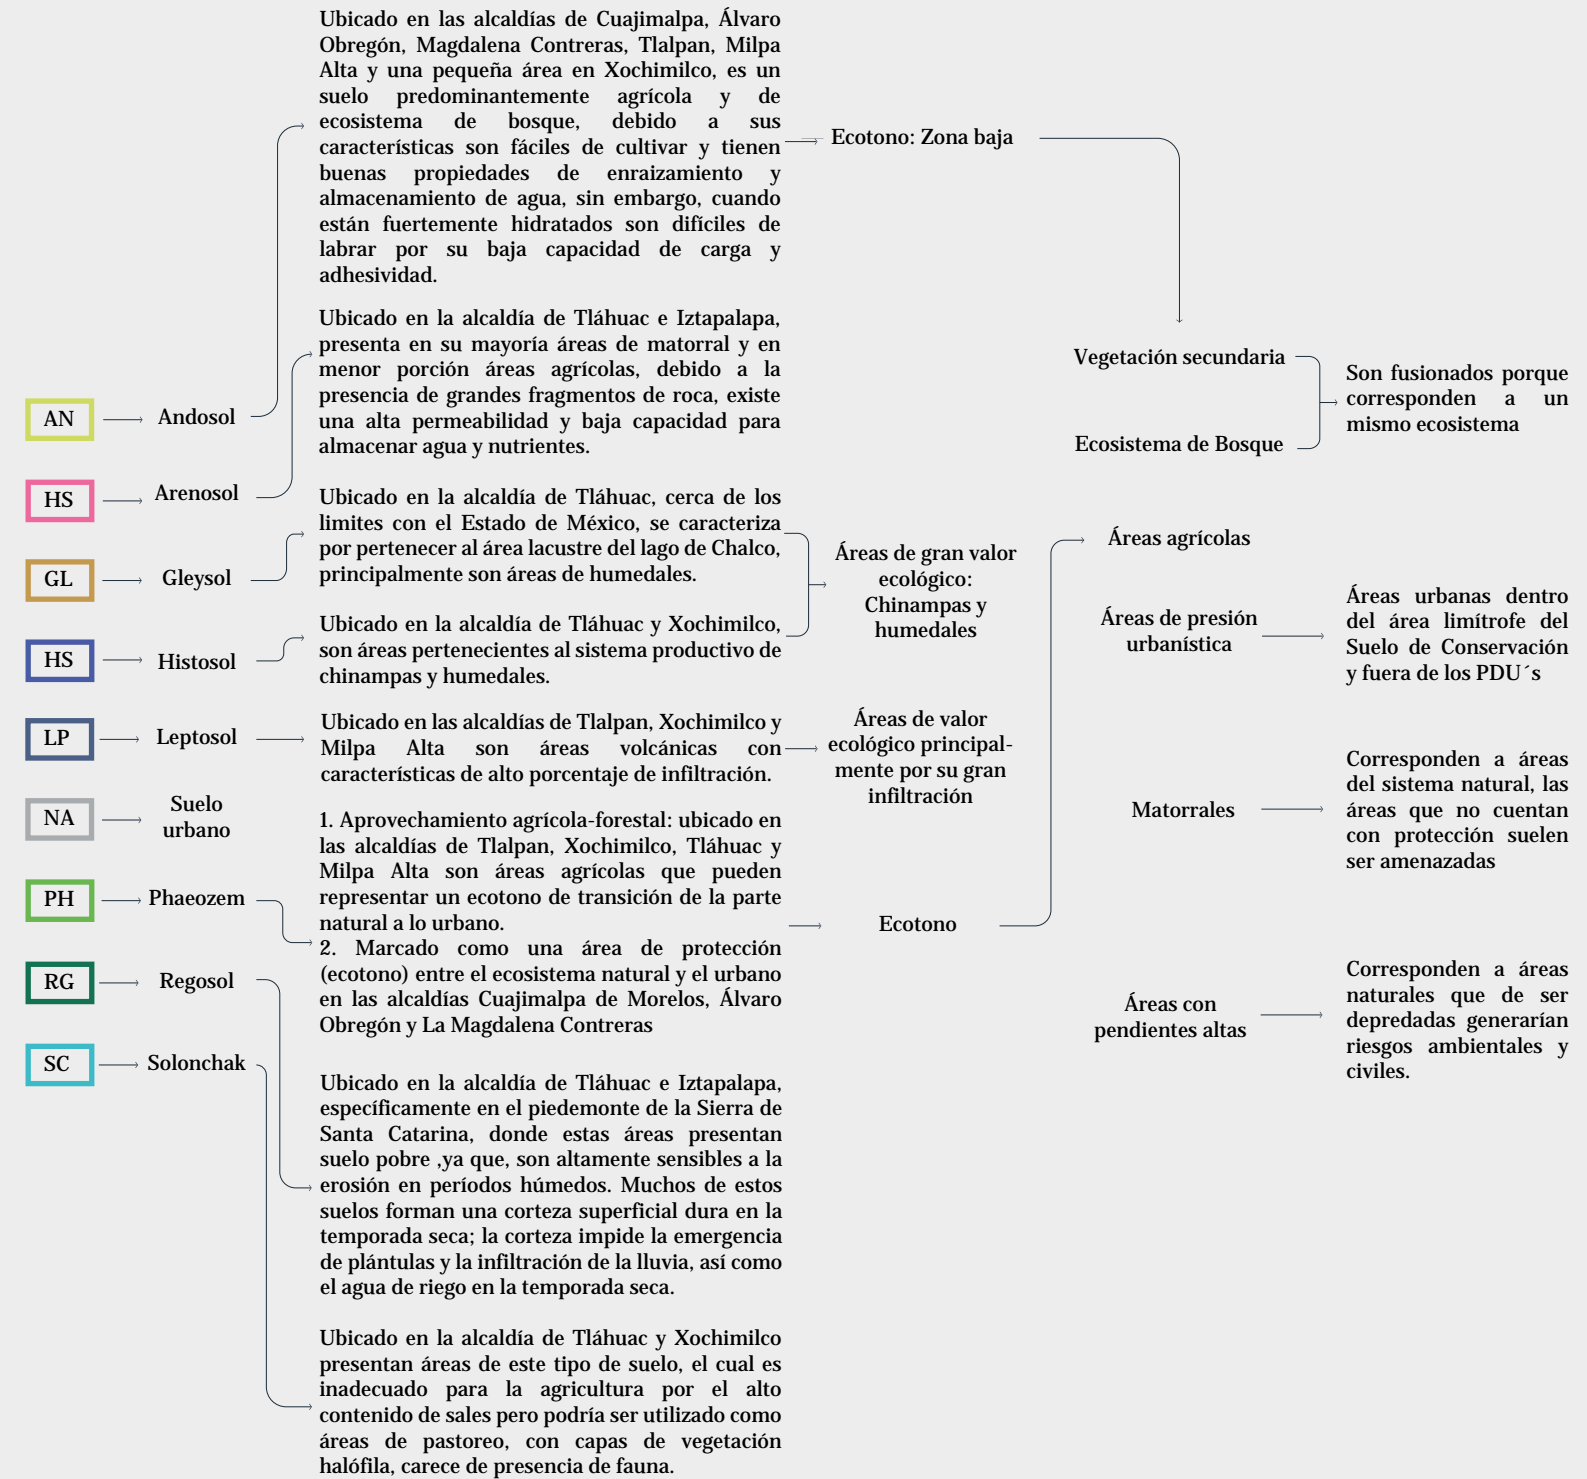 Ubicado en las alcaldías de Cuajimalpa, Álvaro
Obregón, Magdalena Contreras, Tlalpan, Milpa
Alta y una pequeña área en Xochimilco, es un
suelo predominantemente agrícola y de
ecosistema de bosque, debido a sus
características son fáciles de cultivar y tienen
buenas propiedades de enraizamiento y
almacenamiento de agua, sin embargo, cuando
están fuertemente hidratados son difíciles de
labrar por su baja capacidad de carga y
adhesividad.
Ecotono: Zona baja
Ubicado en la alcaldía de Tláhuac e Iztapalapa,
presenta en su mayoría áreas de matorral y en
menor porción áreas agrícolas, debido a la
presencia de grandes fragmentos de roca, existe
una alta permeabilidad y baja capacidad para
almacenar agua y nutrientes.
Vegetación secundaria
Ecosistema de Bosque
Son fusionados porque
corresponden a un
mismo ecosistema
AN
Andosol
HS
Arenosol
GL
Gleysol
HS
Histosol
LP
Leptosol
NA
Suelo
urbano
PH
Phaeozem
RG
Regosol
SC
Solonchak
Ubicado en la alcaldía de Tláhuac, cerca de los
limites con el Estado de México, se caracteriza
por pertenecer al área lacustre del lago de Chalco,
principalmente son áreas de humedales.
Ubicado en la alcaldía de Tláhuac y Xochimilco,
son áreas pertenecientes al sistema productivo de
chinampas y humedales.
Áreas de gran valor
ecológico:
Chinampas y
humedales
Ubicado en las alcaldías de Tlalpan, Xochimilco y
Milpa Alta son áreas volcánicas con
características de alto porcentaje de infiltración.
Áreas de valor
ecológico principal-
mente por su gran
infiltración
1. Aprovechamiento agrícola-forestal: ubicado en
las alcaldías de Tlalpan, Xochimilco, Tláhuac y
Milpa Alta son áreas agrícolas que pueden
representar un ecotono de transición de la parte
natural a lo urbano.
2. Marcado como una área de protección
(ecotono) entre el ecosistema natural y el urbano
en las alcaldías Cuajimalpa de Morelos, Álvaro
Obregón y La Magdalena Contreras
Ecotono
Áreas agrícolas
Áreas de presión
urbanística
Áreas urbanas dentro
del área limítrofe del
Suelo de Conservación
y fuera de los PDU´s
Matorrales
Corresponden a áreas
del sistema natural, las
áreas que no cuentan
con protección suelen
ser amenazadas
Áreas con
pendientes altas
Corresponden a áreas
naturales que de ser
depredadas generarían
riesgos ambientales y
civiles.
Ubicado en la alcaldía de Tláhuac e Iztapalapa,
específicamente en el piedemonte de la Sierra de
Santa Catarina, donde estas áreas presentan
suelo pobre ,ya que, son altamente sensibles a la
erosión en períodos húmedos. Muchos de estos
suelos forman una corteza superficial dura en la
temporada seca; la corteza impide la emergencia
de plántulas y la infiltración de la lluvia, así como
el agua de riego en la temporada seca.
Ubicado en la alcaldía de Tláhuac y Xochimilco
presentan áreas de este tipo de suelo, el cual es
inadecuado para la agricultura por el alto
contenido de sales pero podría ser utilizado como
áreas de pastoreo, con capas de vegetación
halófila, carece de presencia de fauna.